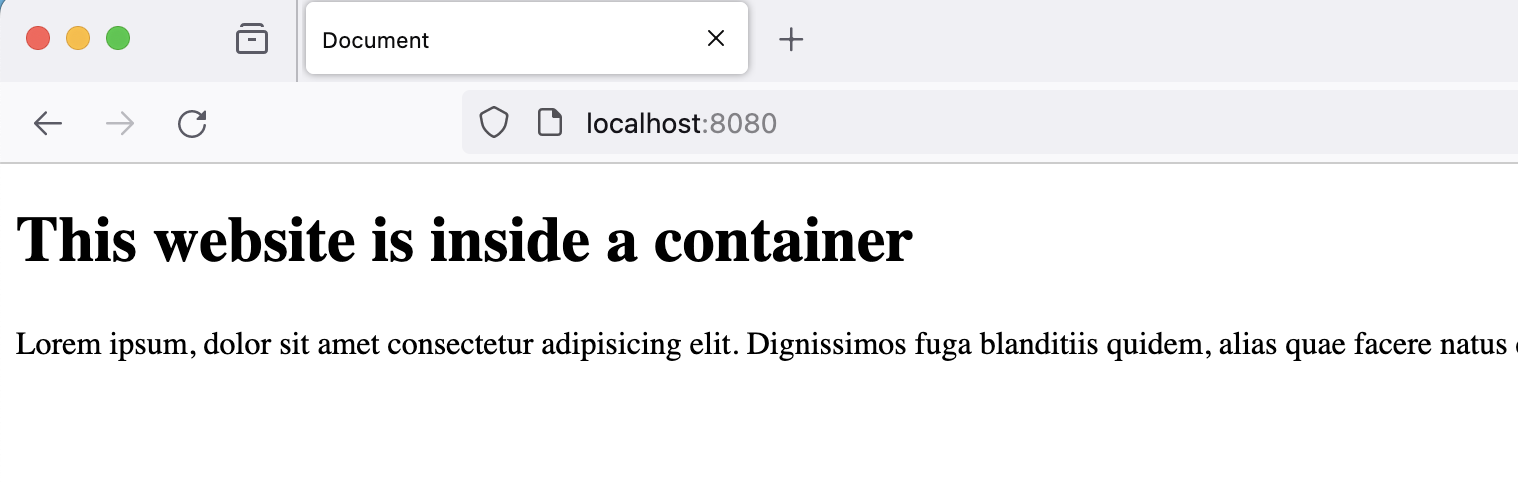 Document
localhost:8080
This website is inside a container
Lorem ipsum, dolor sit amet consectetur adipisicing elit. Dignissimos fuga blanditiis quidem, alias quae facere natus